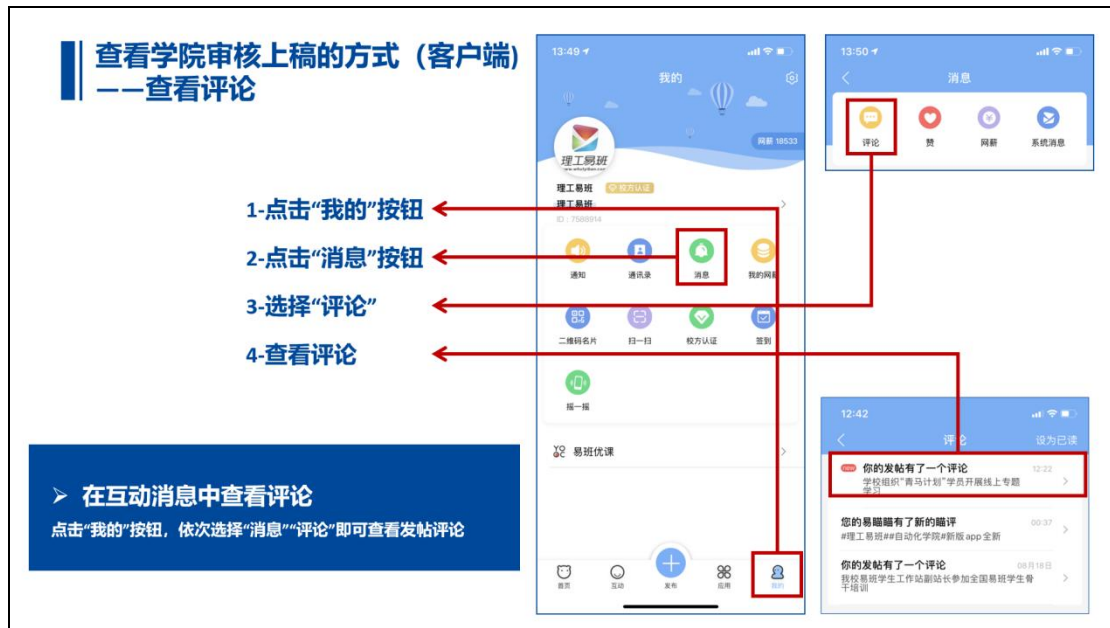 查看学院审核上稿的方式（客户端）
——查看评论
1-点击“我的”按钮
2-点击“消息”按钮
3-选择“评论”
4-查看评论
➢ 在互动消息中查看评论
点击“我的”按钮，依次选择“消息”“评论”即可查看发帖评论
13:49
我的
网薪 18533
理工易班
理工易班 校方认证
理工易班
ID：7588914
通知 通讯录 消息 我的网薪
二维码名片 扫一扫 校方认证 签到
摇一摇
易班优课
首页 互动 发布 应用 我的
13:50
消息
评论 赞 网薪 系统消息
12:42
评论 设为已读
new 你的发帖有了一个评论 12:22
学校组织“青马计划”学员开展线上专题
学习
您的易瞄瞄有了新的瞄评 00:37
#理工易班##自动化学院#新版 app 全新
你的发帖有了一个评论 08月18日
我校易班学生工作站副站长参加全国易班学生骨
干培训